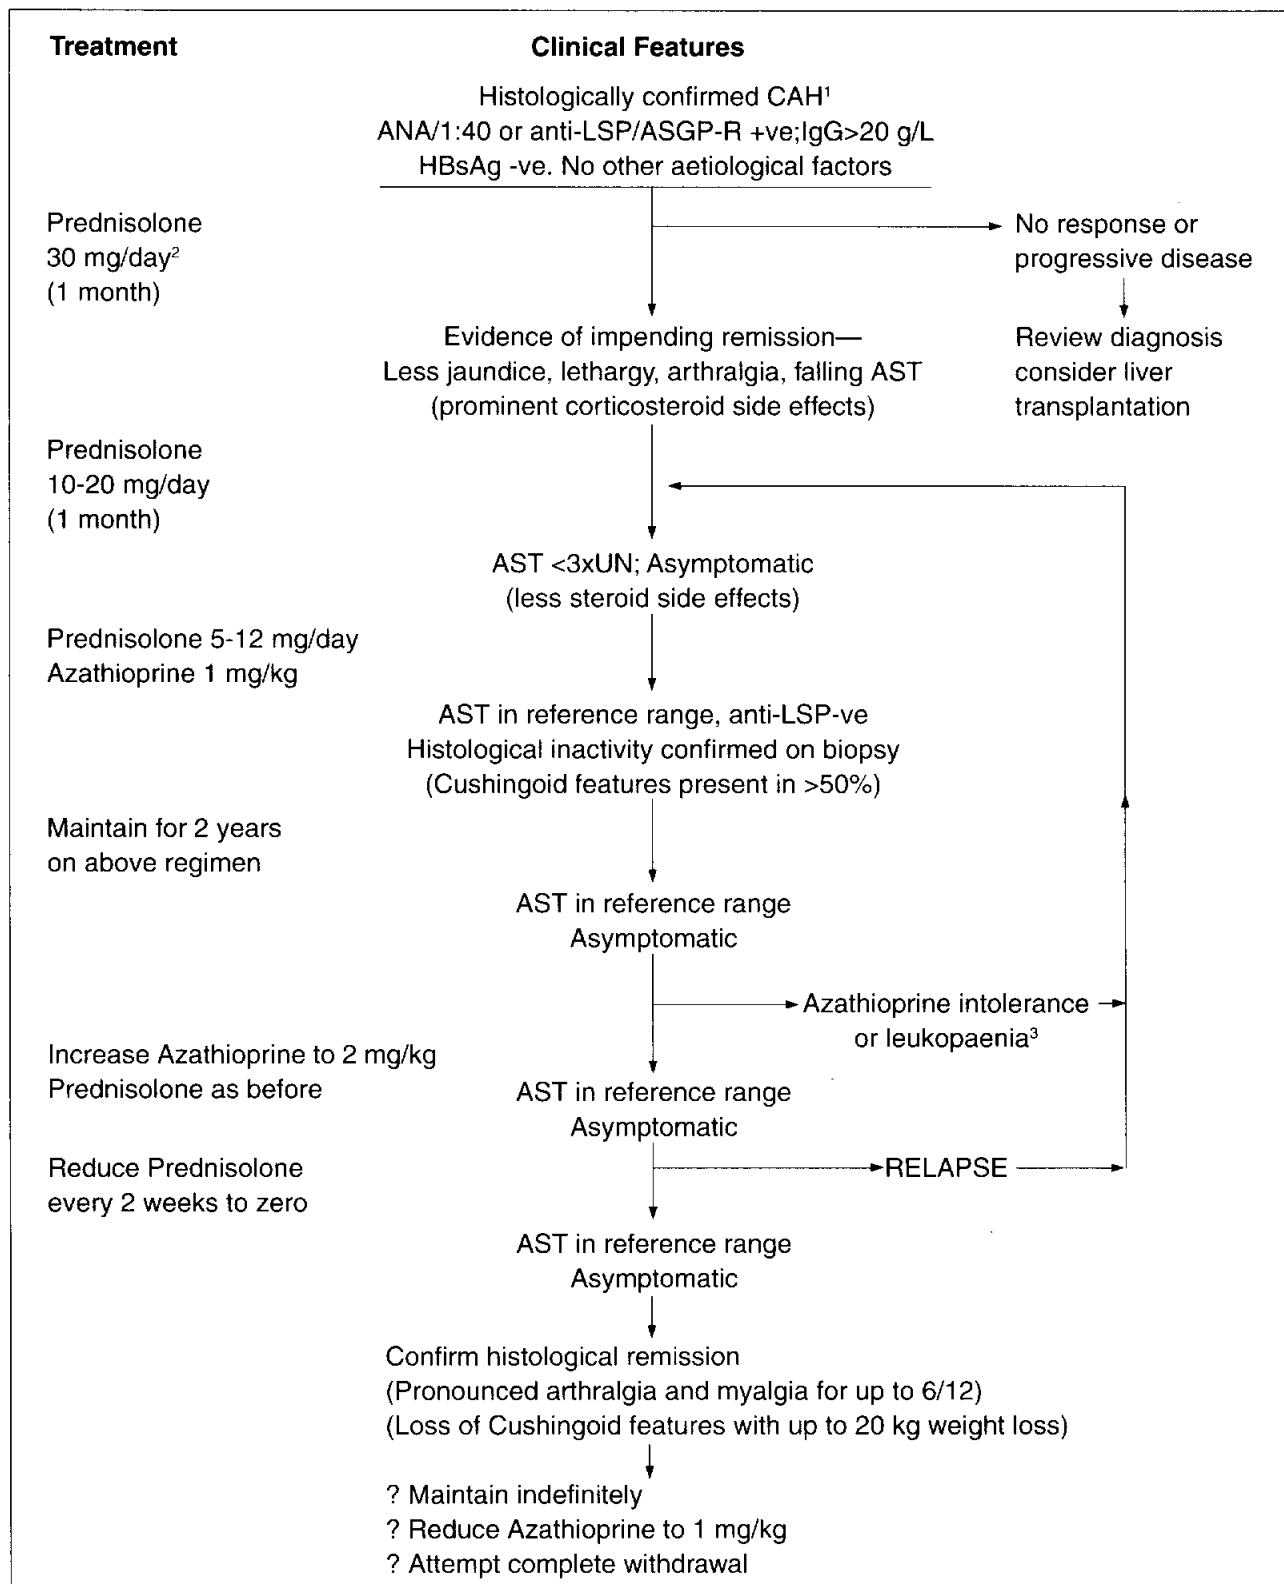 Treatment
Clinical Features
Histologically confirmed CAH¹
ANA/1:40 or anti-LSP/ASGP-R +ve;IgG>20 g/L
HBsAg -ve. No other aetiological factors
Prednisolone
30 mg/day²
(1 month)
No response or
progressive disease
Evidence of impending remission—
Less jaundice, lethargy, arthralgia, falling AST
(prominent corticosteroid side effects)
Review diagnosis
consider liver
transplantation
Prednisolone
10-20 mg/day
(1 month)
AST <3xUN; Asymptomatic
(less steroid side effects)
Prednisolone 5-12 mg/day
Azathioprine 1 mg/kg
AST in reference range, anti-LSP-ve
Histological inactivity confirmed on biopsy
(Cushingoid features present in >50%)
Maintain for 2 years
on above regimen
AST in reference range
Asymptomatic
Azathioprine intolerance
or leukopaenia³
Increase Azathioprine to 2 mg/kg
Prednisolone as before
AST in reference range
Asymptomatic
Reduce Prednisolone
every 2 weeks to zero
RELAPSE
AST in reference range
Asymptomatic
Confirm histological remission
(Pronounced arthralgia and myalgia for up to 6/12)
(Loss of Cushingoid features with up to 20 kg weight loss)
? Maintain indefinitely
? Reduce Azathioprine to 1 mg/kg
? Attempt complete withdrawal